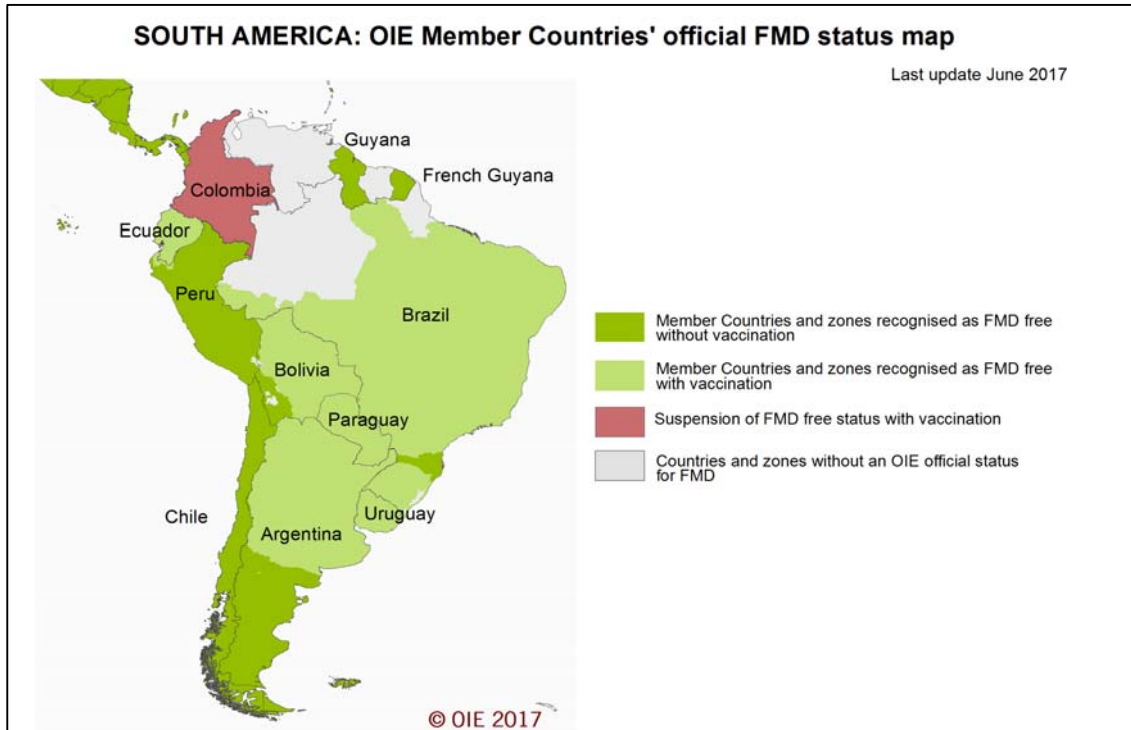 SOUTH AMERICA: OIE Member Countries' official FMD status map
Last update June 2017
Guyana
French Guyana
Colombia
Ecuador
Peru
Brazil
Bolivia
Paraguay
Chile
Uruguay
Argentina
Member Countries and zones recognised as FMD free
without vaccination
Member Countries and zones recognised as FMD free
with vaccination
Suspension of FMD free status with vaccination
Countries and zones without an OIE official status
for FMD
© OIE 2017